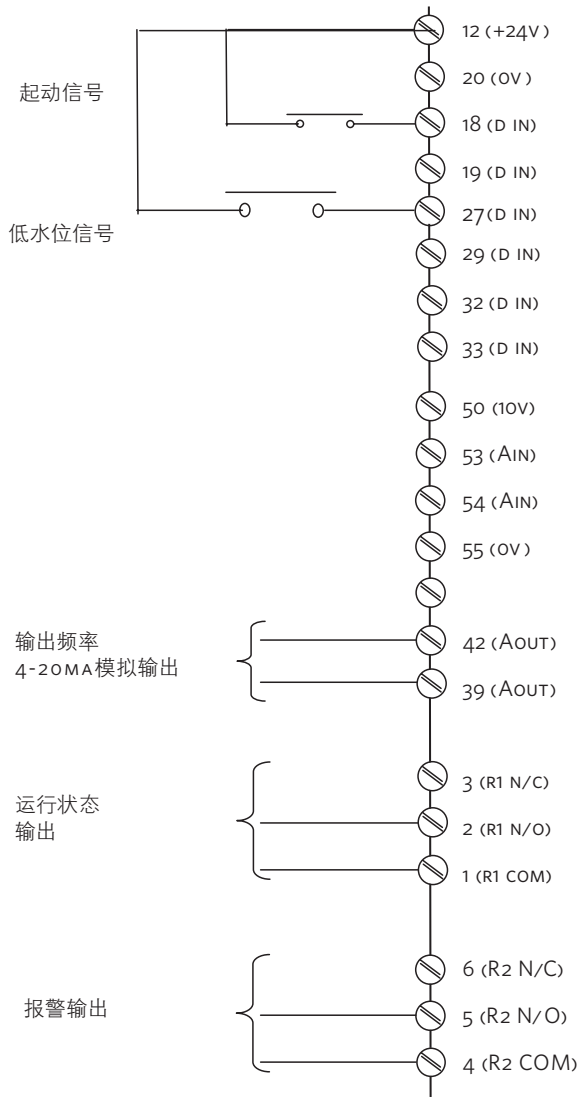 12 (+24V)
起动信号
20 (0V)
18 (D IN)
19 (D IN)
27(D IN)
低水位信号
29 (D IN)
32 (D IN)
33 (D IN)
50 (10V)
53 (AIN)
54 (AIN)
55 (0V)
输出频率
4-20MA模拟输出
42 (AOUT)
39 (AOUT)
3 (R1 N/C)
运行状态
输出
2 (R1 N/O)
1 (R1 COM)
6 (R2 N/C)
报警输出
5 (R2 N/O)
4 (R2 COM)